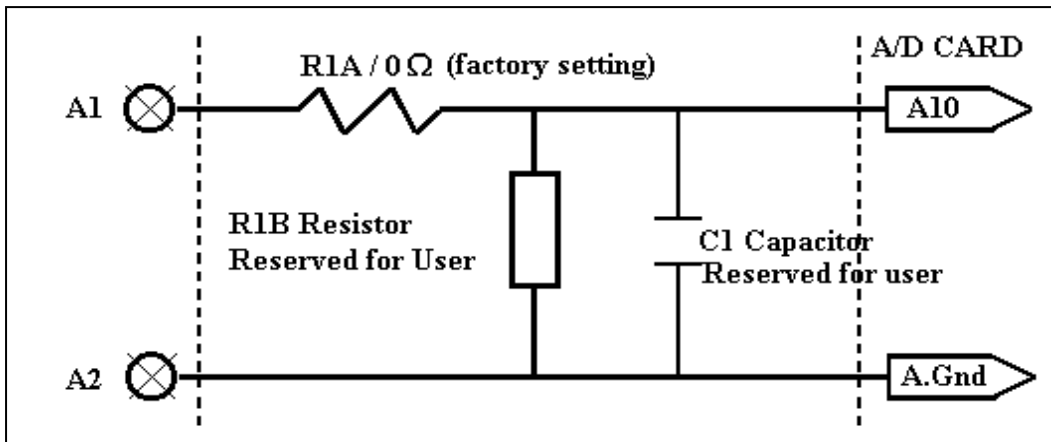 A/D CARD
R1A / 0 Ω (factory setting)
A1
A10
R1B Resistor
Reserved for User
C1 Capacitor
Reserved for user
A2
A.Gnd